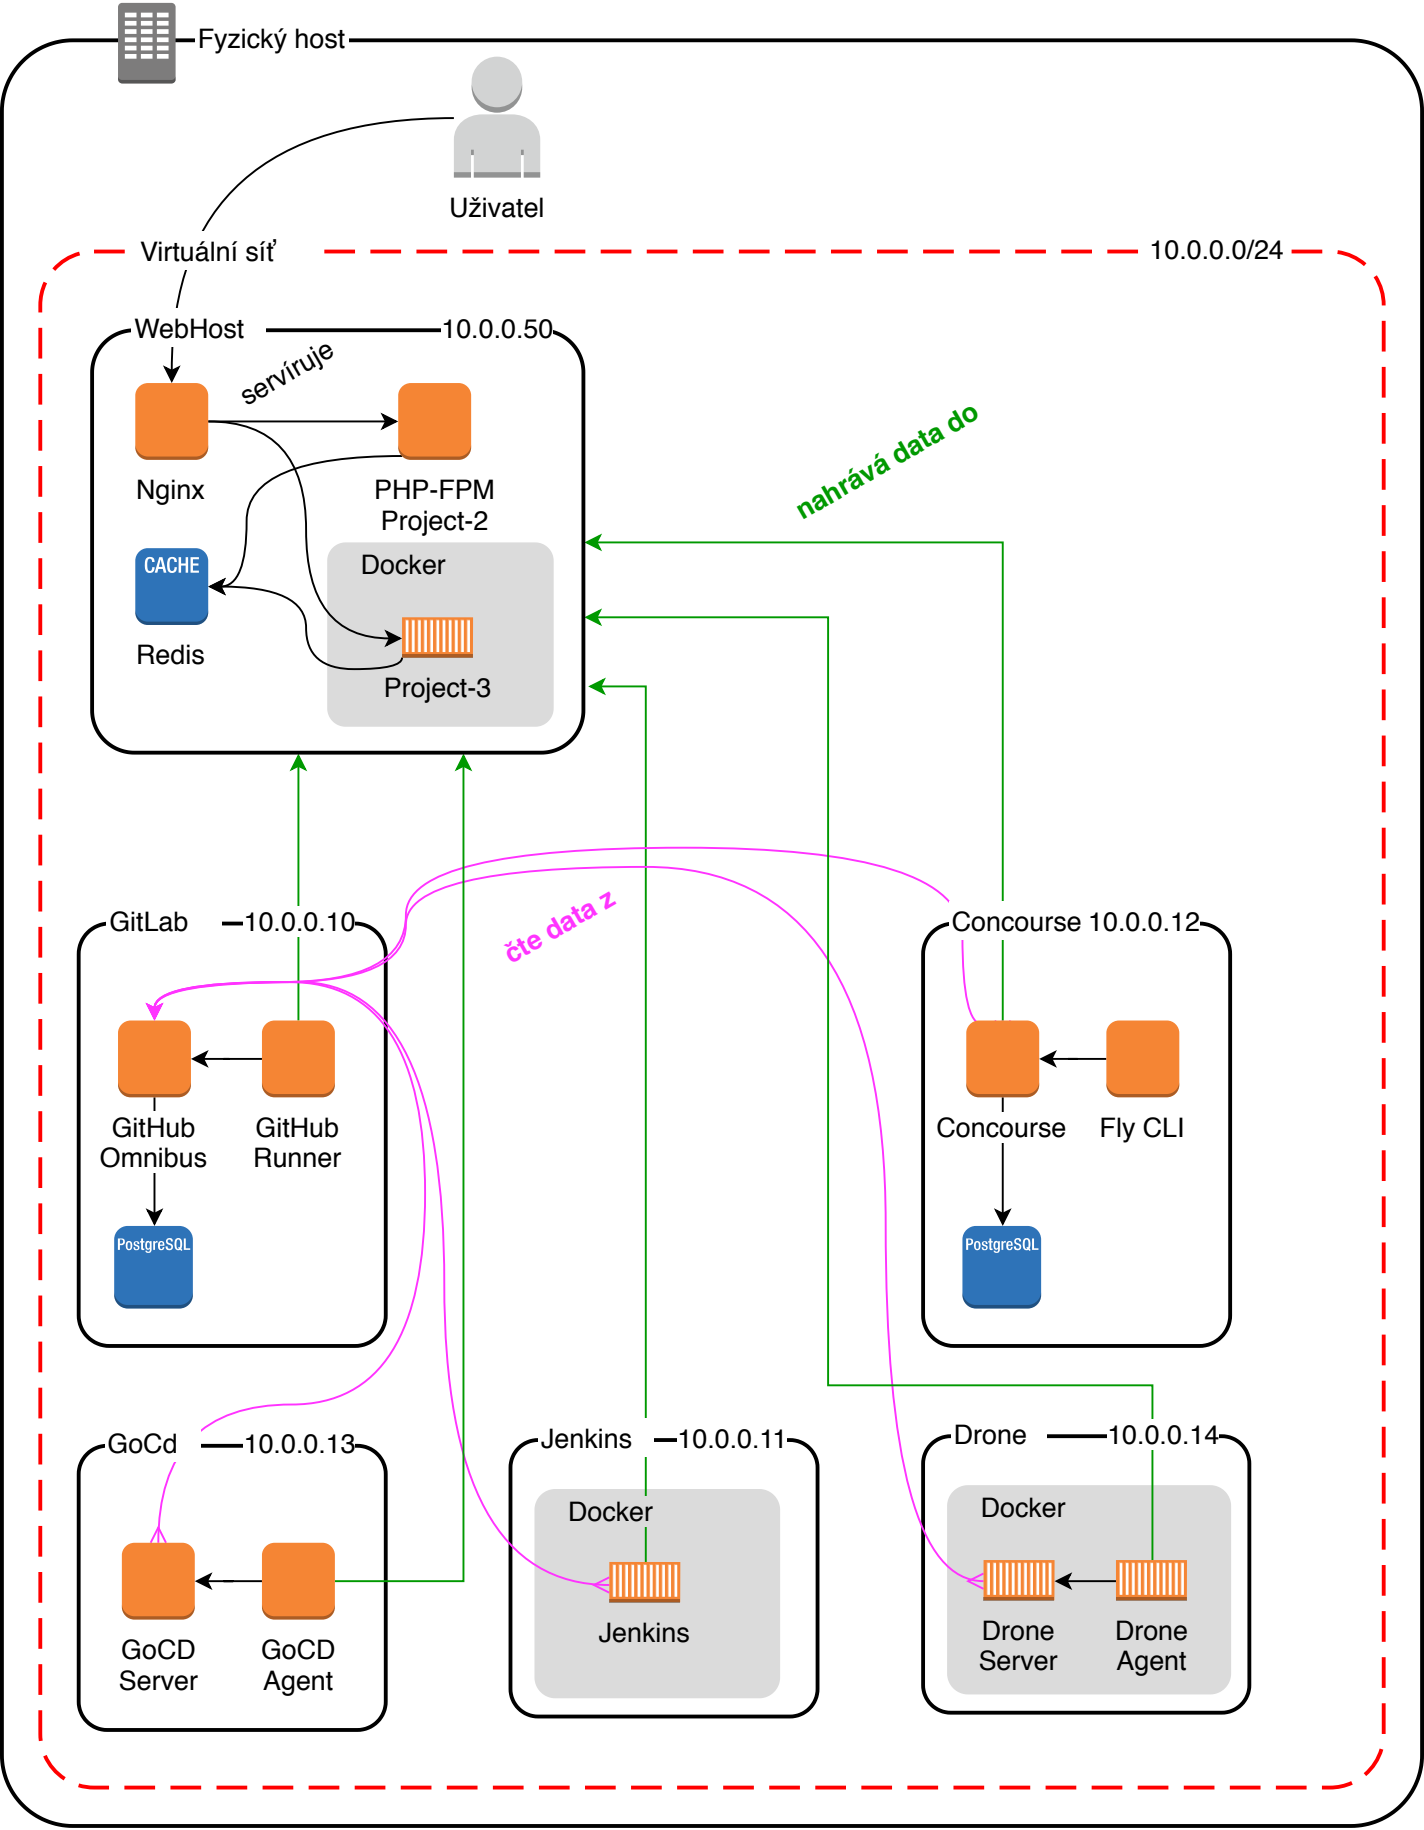 Fyzický host
Uživatel
Virtuální síť
10.0.0.0/24
WebHost
10.0.0.50
servíruje
Nginx
PHP-FPM
Project-2
nahrává data do
CACHE
Redis
Docker
Project-3
GitLab
10.0.0.10
čte data z
Concourse 10.0.0.12
GitHub
Omnibus
GitHub
Runner
Concourse
Fly CLI
PostgreSQL
PostgreSQL
GoCd
10.0.0.13
Jenkins
10.0.0.11
Drone
10.0.0.14
Docker
Docker
GoCD
Server
GoCD
Agent
Jenkins
Drone
Server
Drone
Agent